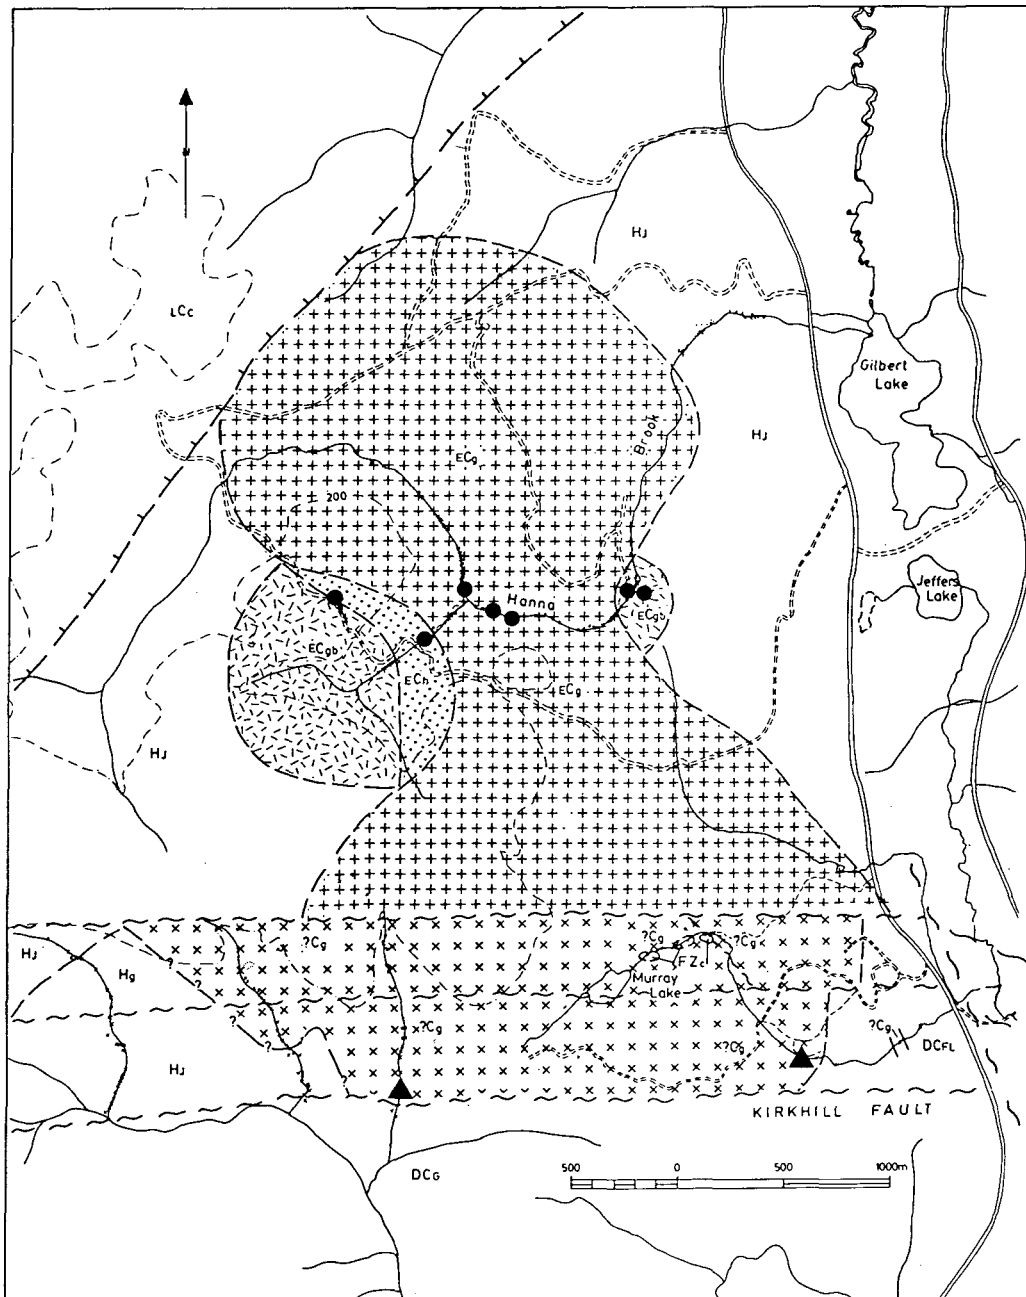 N
HJ
LCc
Gilbert
Lake
Brook
HJ
ECg
200
Jeffers
Lake
Hanna
ECgb
ECgb
ECh
ECg
HJ
?Cg
?Cg
?Cg
HJ
?
Hg
FZc
Murray
Lake
?
?
?Cg
?Cg
?Cg
DCFL
?
HJ
?
KIRKHILL FAULT
DCG
500 0 500 1000m